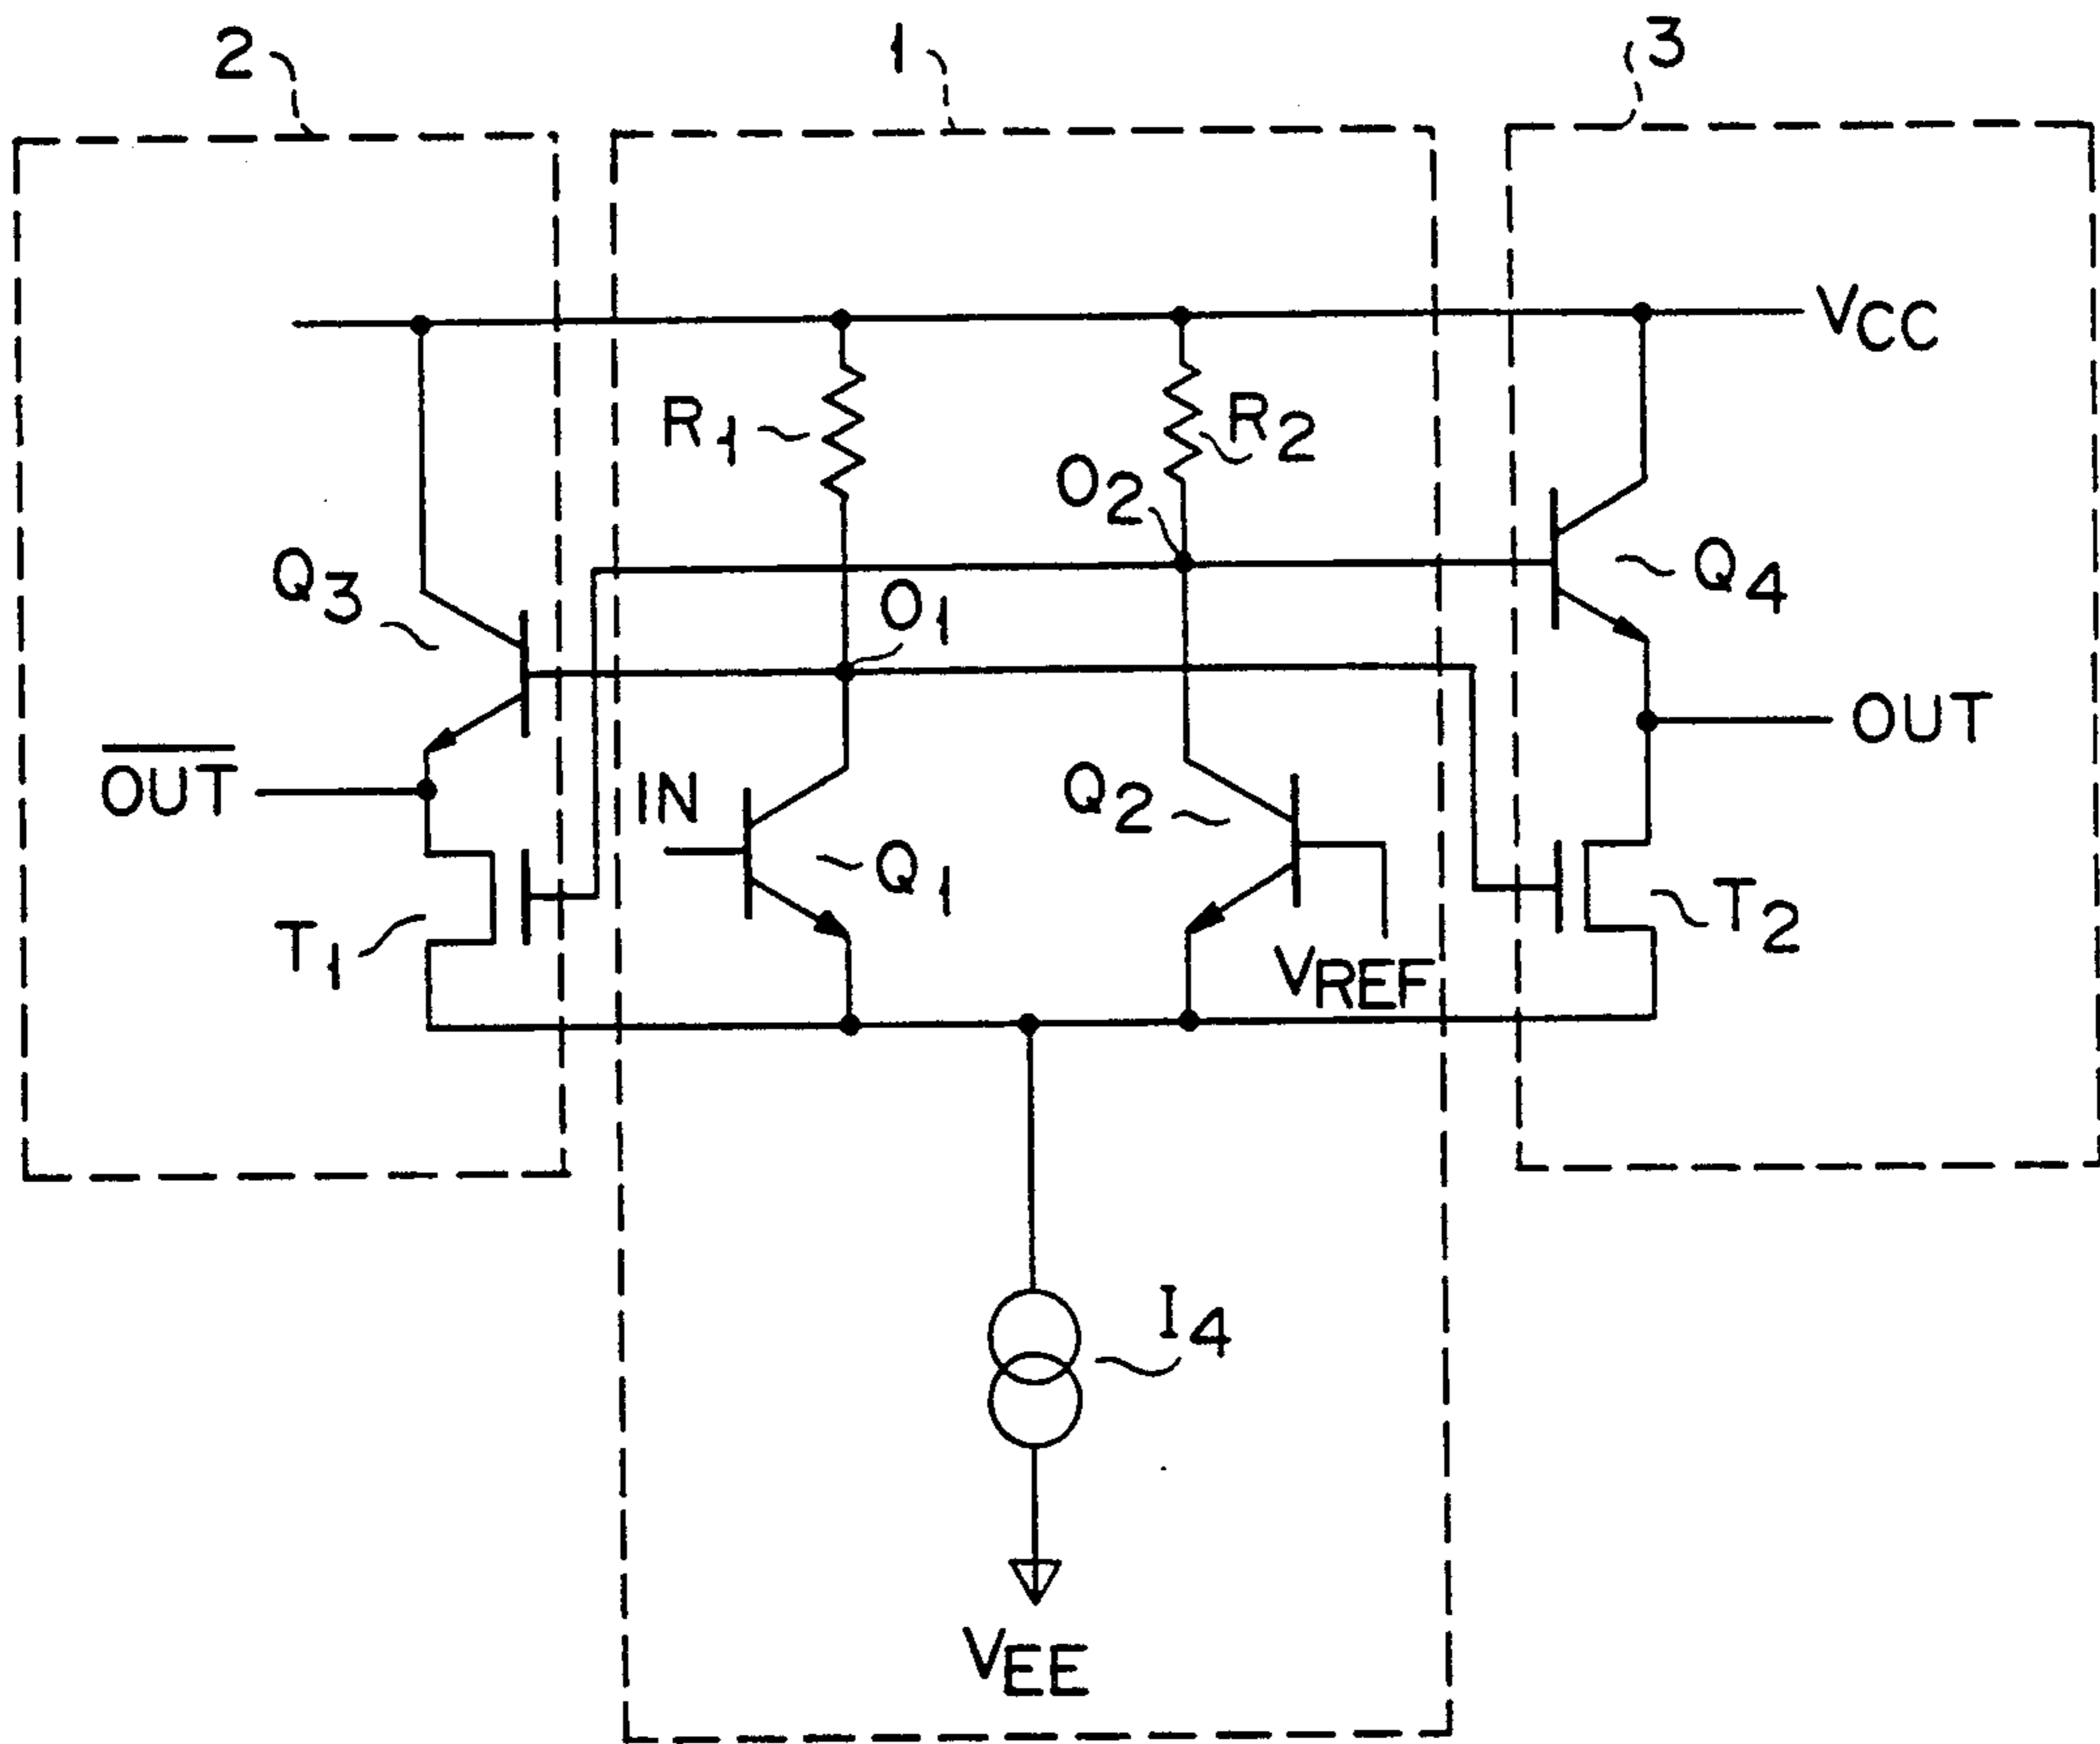 2
1
3
VCC
R1
R2
O2
Q3
O1
Q4
OUT
OUT
IN
Q2
Q1
T1
T2
VREF
I4
VEE